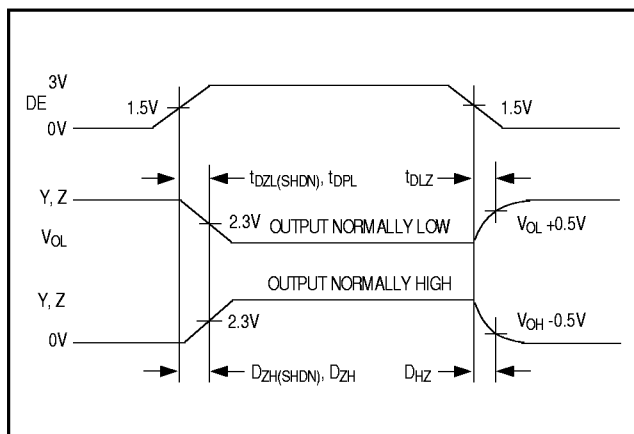 3V
DE
1.5V
1.5V
0V
tDZL(SHDN), tDPL
tDLZ
Y, Z
2.3V
OUTPUT NORMALLY LOW
VOL +0.5V
VOL
OUTPUT NORMALLY HIGH
Y, Z
2.3V
VOH -0.5V
0V
DZH(SHDN), DZH
DHZ